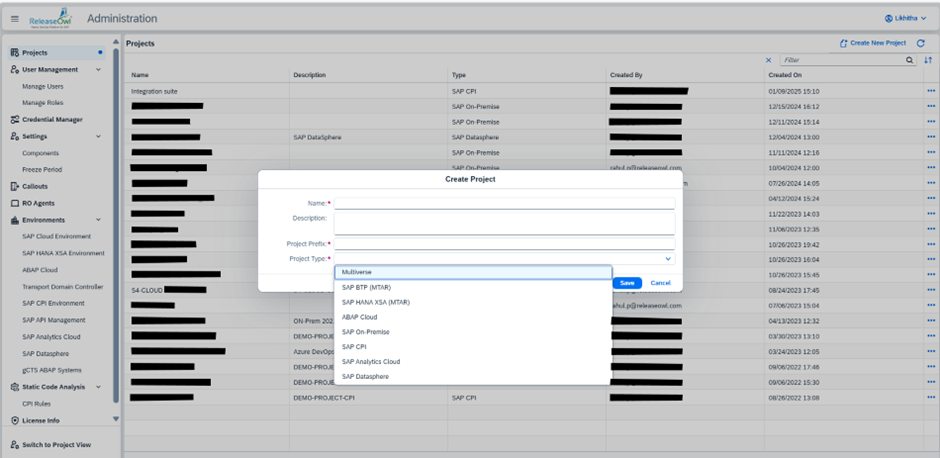 ReleaseOwl
Administration
Likhitha
Projects
User Management
Manage Users
Manage Roles
Credential Manager
Settings
Components
Freeze Period
Callouts
RO Agents
Environments
SAP Cloud Environment
SAP HANA XSA Environment
ABAP Cloud
Transport Domain Controller
SAP CPI Environment
SAP API Management
SAP Analytics Cloud
SAP Datasphere
gCTS ABAP Systems
Static Code Analysis
CPI Rules
License Info
Switch to Project View
Projects
Create New Project
Filter
Name Description Type Created By Created On
Integration suite SAP CPI 01/09/2025 15:10
SAP On-Premise 12/15/2024 16:12
SAP On-Premise 12/11/2024 15:14
SAP DataSphere SAP Datasphere 12/04/2024 13:00
SAP On-Premise 11/11/2024 12:16
SAP On-Premise rahul.p@releaseowl.com 10/04/2024 12:00
m 07/26/2024 14:05
04/12/2024 15:24
11/22/2023 14:03
11/06/2023 12:35
10/26/2023 19:42
10/26/2023 16:04
10/26/2023 15:45
S4-CLOUD 08/24/2023 17:45
rahul.p@releaseowl.com 07/06/2023 15:04
ON-Prem 202 04/13/2023 12:32
DEMO-PROJE 03/30/2023 13:10
Azure DevOps 03/24/2023 12:05
DEMO-PROJE 09/06/2022 17:46
DEMO-PROJE 09/06/2022 15:30
DEMO-PROJECT-CPI SAP CPI 08/26/2022 13:08
Create Project
Name:*
Description:
Project Prefix:*
Project Type:*
Multiverse
SAP BTP (MTAR)
SAP HANA XSA (MTAR)
ABAP Cloud
SAP On-Premise
SAP CPI
SAP Analytics Cloud
SAP Datasphere
Save Cancel